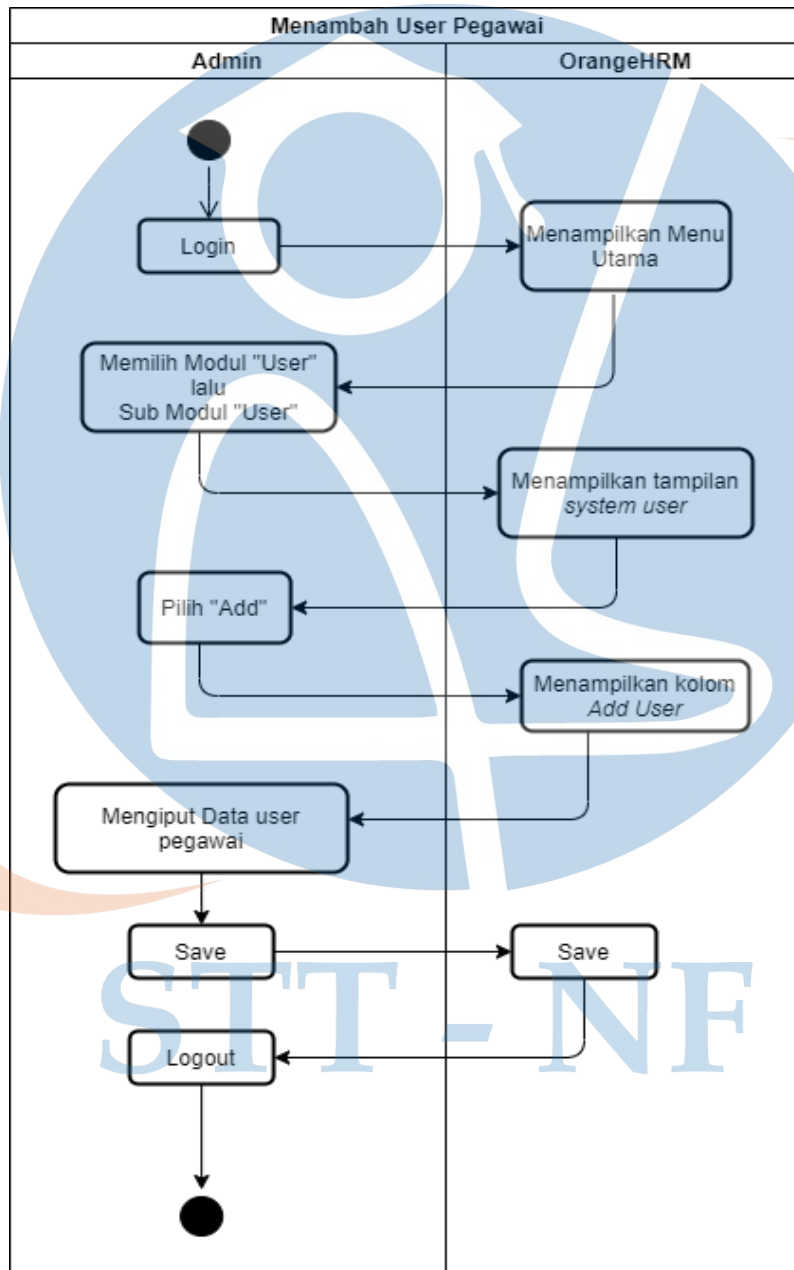 Menambah User Pegawai
Admin
OrangeHRM
Login
Menampilkan Menu
Utama
Memilih Modul "User"
lalu
Sub Modul "User"
Menampilkan tampilan
system user
Pilih "Add"
Menampilkan kolom
Add User
Mengiput Data user
pegawai
Save
Save
STT - NF
Logout